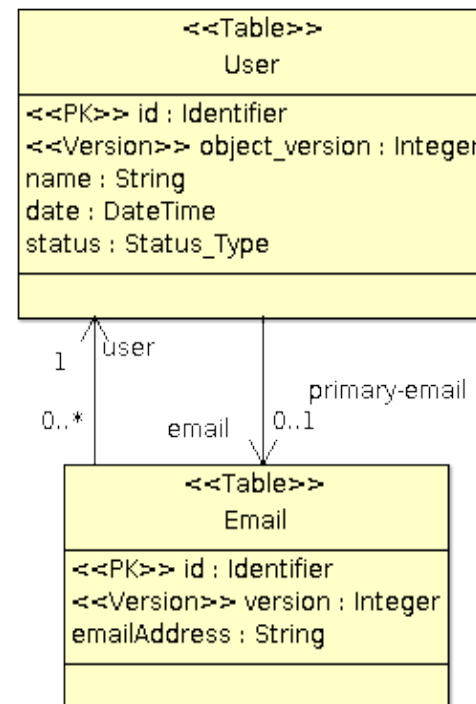 <<Table>>
User
<<PK>> id : Identifier
<<Version>> object_version : Integer
name : String
date : DateTime
status : Status_Type
1
user
0..*
primary-email
email
0..1
<<Table>>
Email
<<PK>> id : Identifier
<<Version>> version : Integer
emailAddress : String